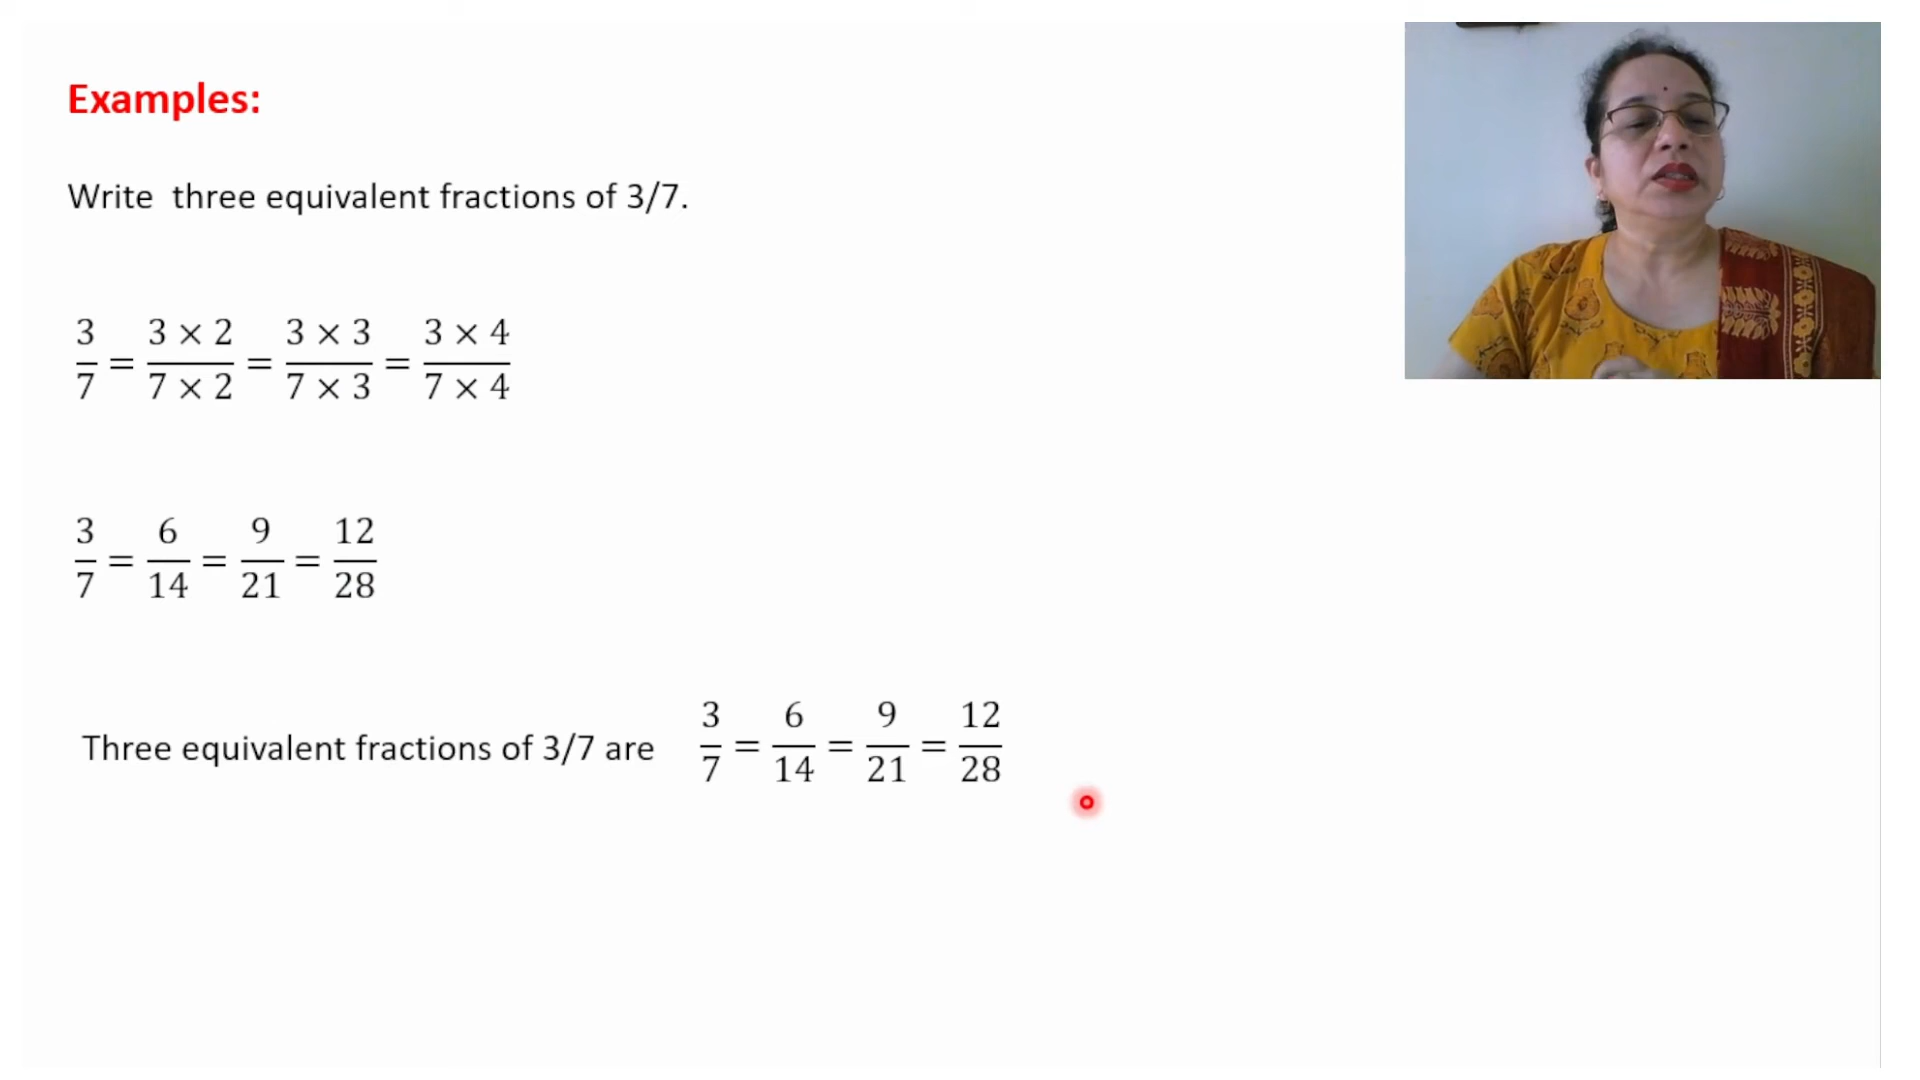 Examples:
Write three equivalent fractions of 3/7.
3/7 = (3 × 2)/(7 × 2) = (3 × 3)/(7 × 3) = (3 × 4)/(7 × 4)
3/7 = 6/14 = 9/21 = 12/28
Three equivalent fractions of 3/7 are 3/7 = 6/14 = 9/21 = 12/28